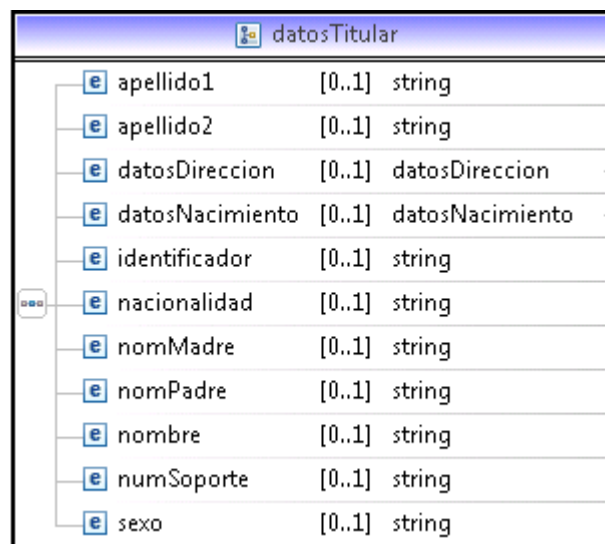 datosTitular
e apellido1 [0..1] string
e apellido2 [0..1] string
e datosDireccion [0..1] datosDireccion
e datosNacimiento [0..1] datosNacimiento
e identificador [0..1] string
e nacionalidad [0..1] string
e nomMadre [0..1] string
e nomPadre [0..1] string
e nombre [0..1] string
e numSoporte [0..1] string
e sexo [0..1] string